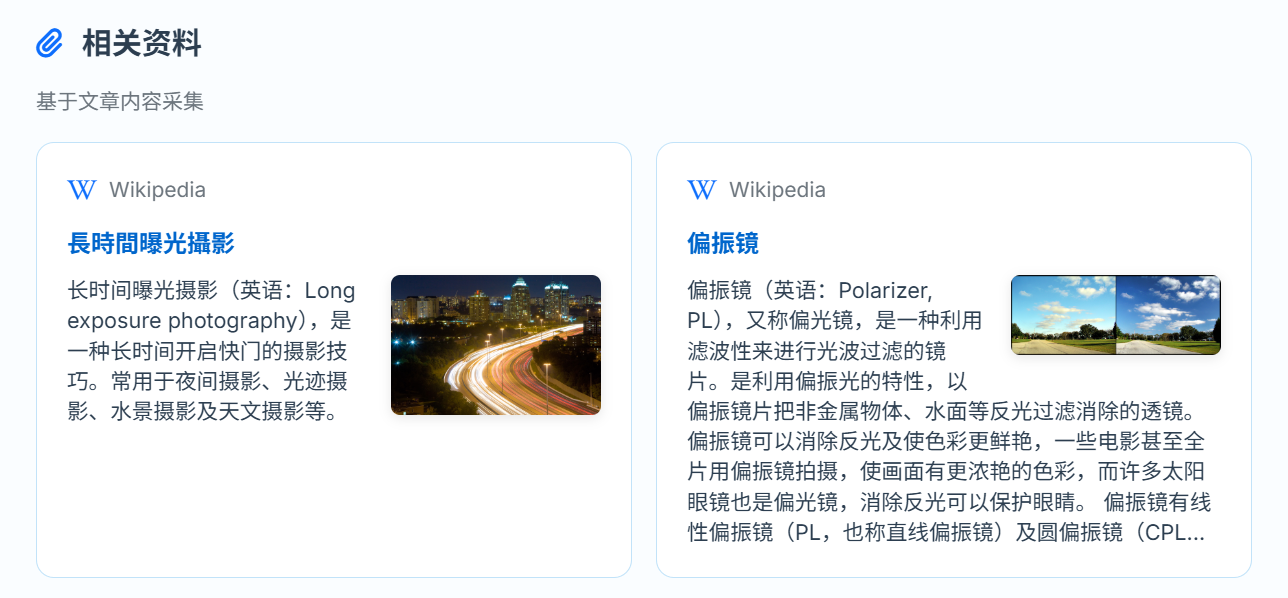 相关资料
基于文章内容采集
Wikipedia
長時間曝光攝影
长时间曝光摄影（英语：Long
exposure photography），是
一种长时间开启快门的摄影技
巧。常用于夜间摄影、光迹摄
影、水景摄影及天文摄影等。
Wikipedia
偏振镜
偏振镜（英语：Polarizer,
PL），又称偏光镜，是一种利用
滤波性来进行光波过滤的镜
片。是利用偏振光的特性，以
偏振镜片把非金属物体、水面等反光过滤消除的透镜。
偏振镜可以消除反光及使色彩更鲜艳，一些电影甚至全
片用偏振镜拍摄，使画面有更浓艳的色彩，而许多太阳
眼镜也是偏光镜，消除反光可以保护眼睛。 偏振镜有线
性偏振镜（PL，也称直线偏振镜）及圆偏振镜（CPL...